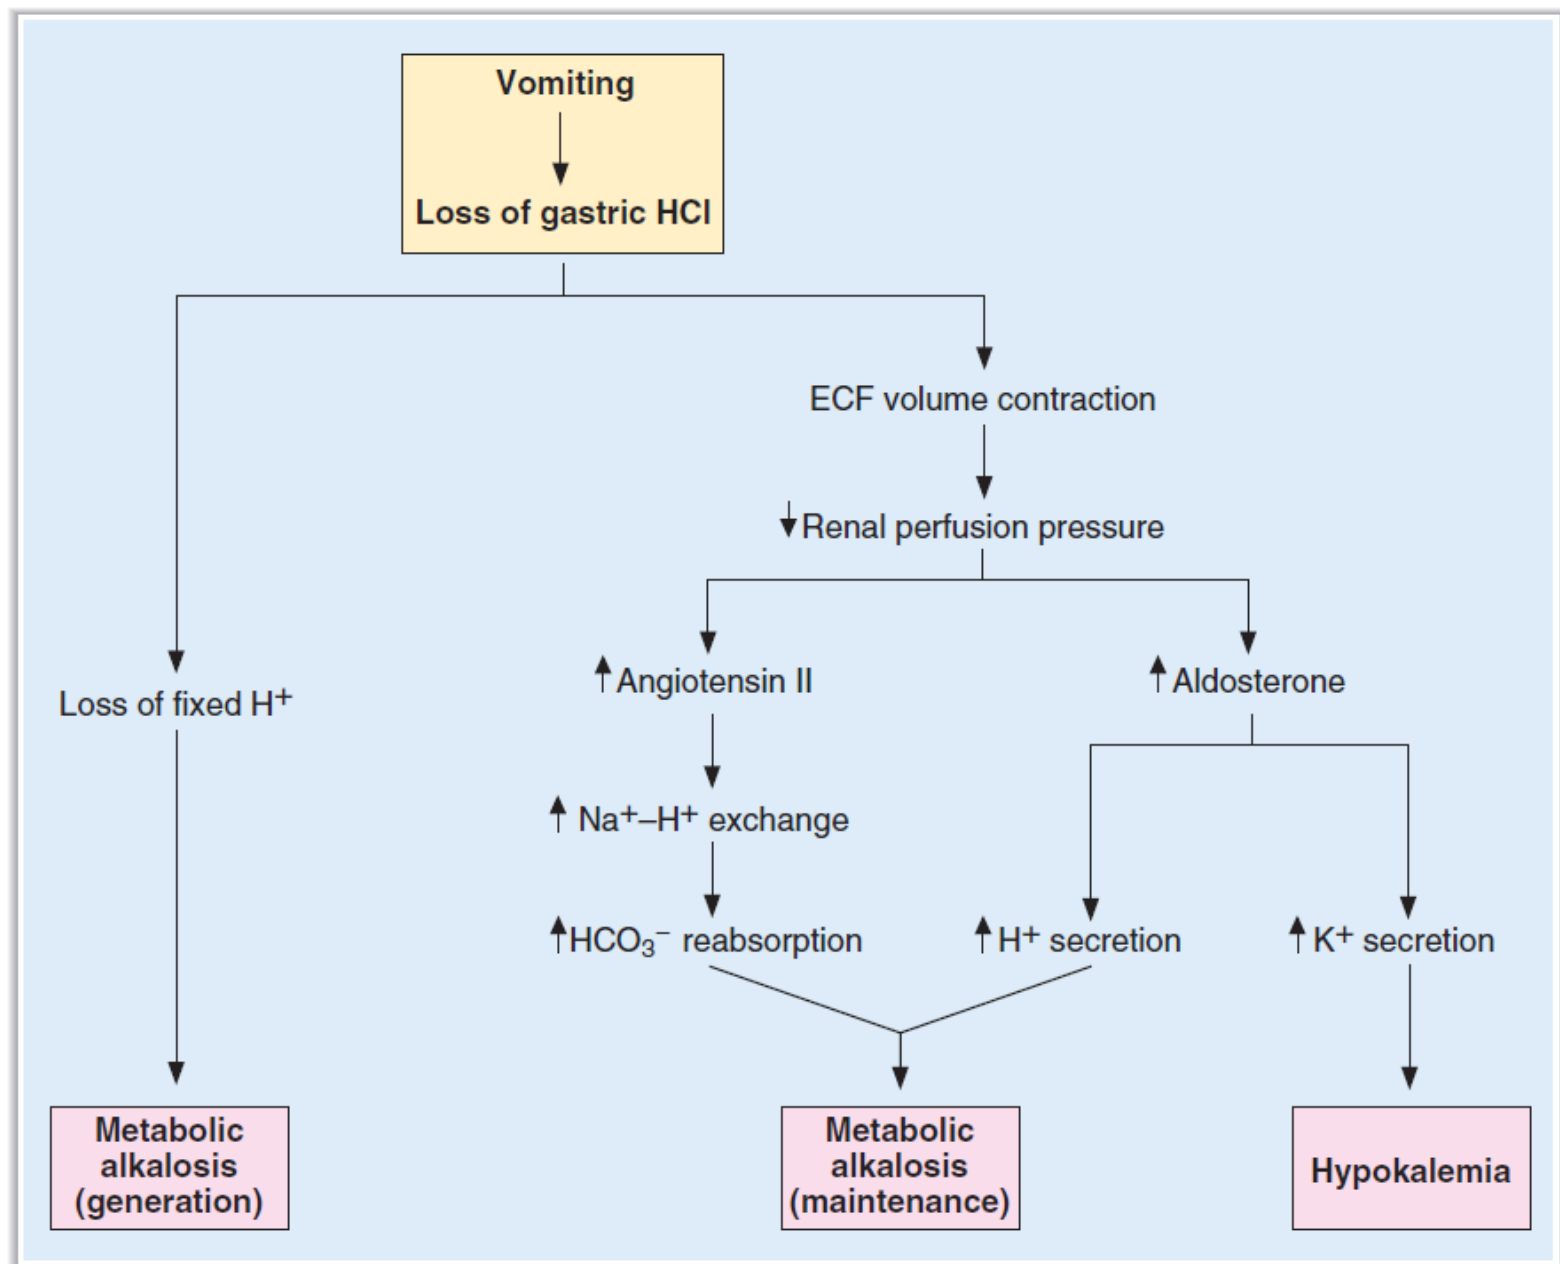 Vomiting
Loss of gastric HCl
ECF volume contraction
↓ Renal perfusion pressure
↑ Angiotensin II
↑ Aldosterone
Loss of fixed H⁺
↑ Na⁺–H⁺ exchange
↑ HCO₃⁻ reabsorption
↑ H⁺ secretion
↑ K⁺ secretion
Metabolic
alkalosis
(generation)
Metabolic
alkalosis
(maintenance)
Hypokalemia